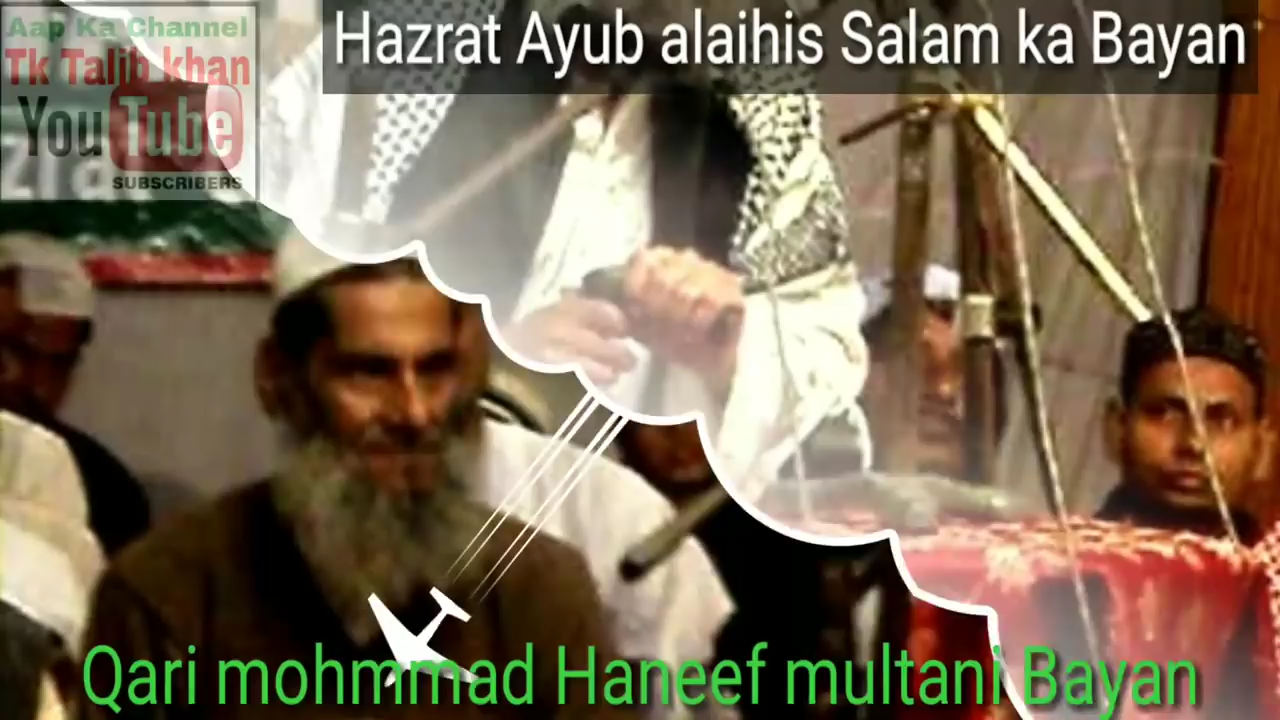 Aap Ka Channel
Tk Talib khan
YouTube
SUBSCRIBERS
Hazrat Ayub alaihis Salam ka Bayan
Qari mohmmad Haneef multani Bayan